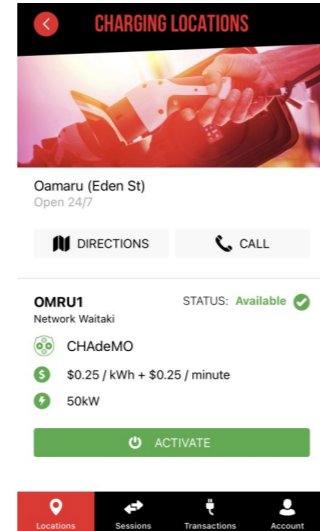 CHARGING LOCATIONS
Oamaru (Eden St)
Open 24/7
DIRECTIONS
CALL
OMRU1
STATUS: Available
Network Waitaki
CHAdeMO
$0.25 / kWh + $0.25 / minute
50kW
ACTIVATE
Locations
Sessions
Transactions
Account